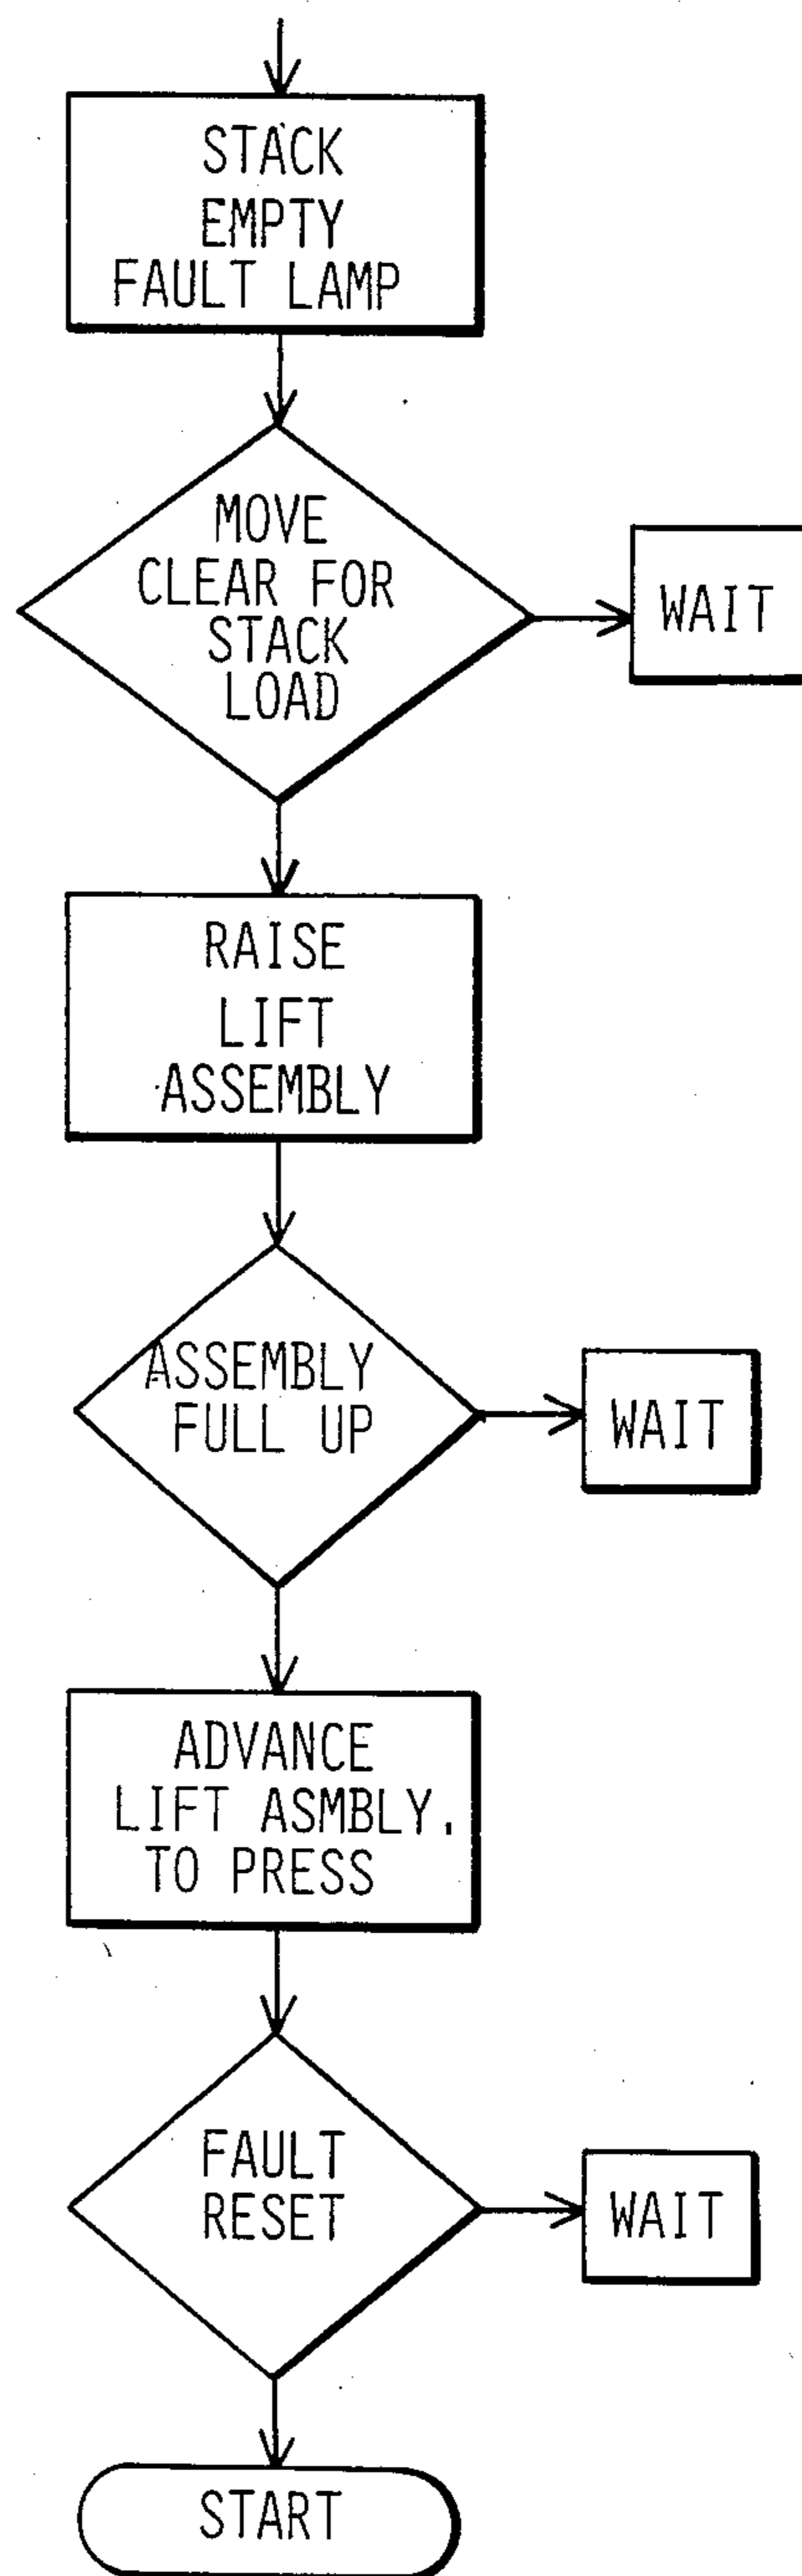 STACK
EMPTY
FAULT LAMP
MOVE
CLEAR FOR
STACK
LOAD
WAIT
RAISE
LIFT
ASSEMBLY
ASSEMBLY
FULL UP
WAIT
ADVANCE
LIFT ASMBLY.
TO PRESS
FAULT
RESET
WAIT
START